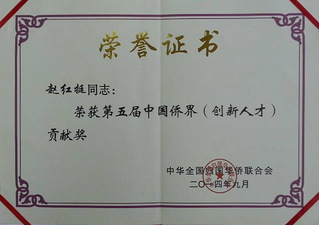 荣誉证书
赵红挺同志：
荣获第五届中国侨界（创新人才）
贡献奖
中华全国归国华侨联合会
二〇一四年九月